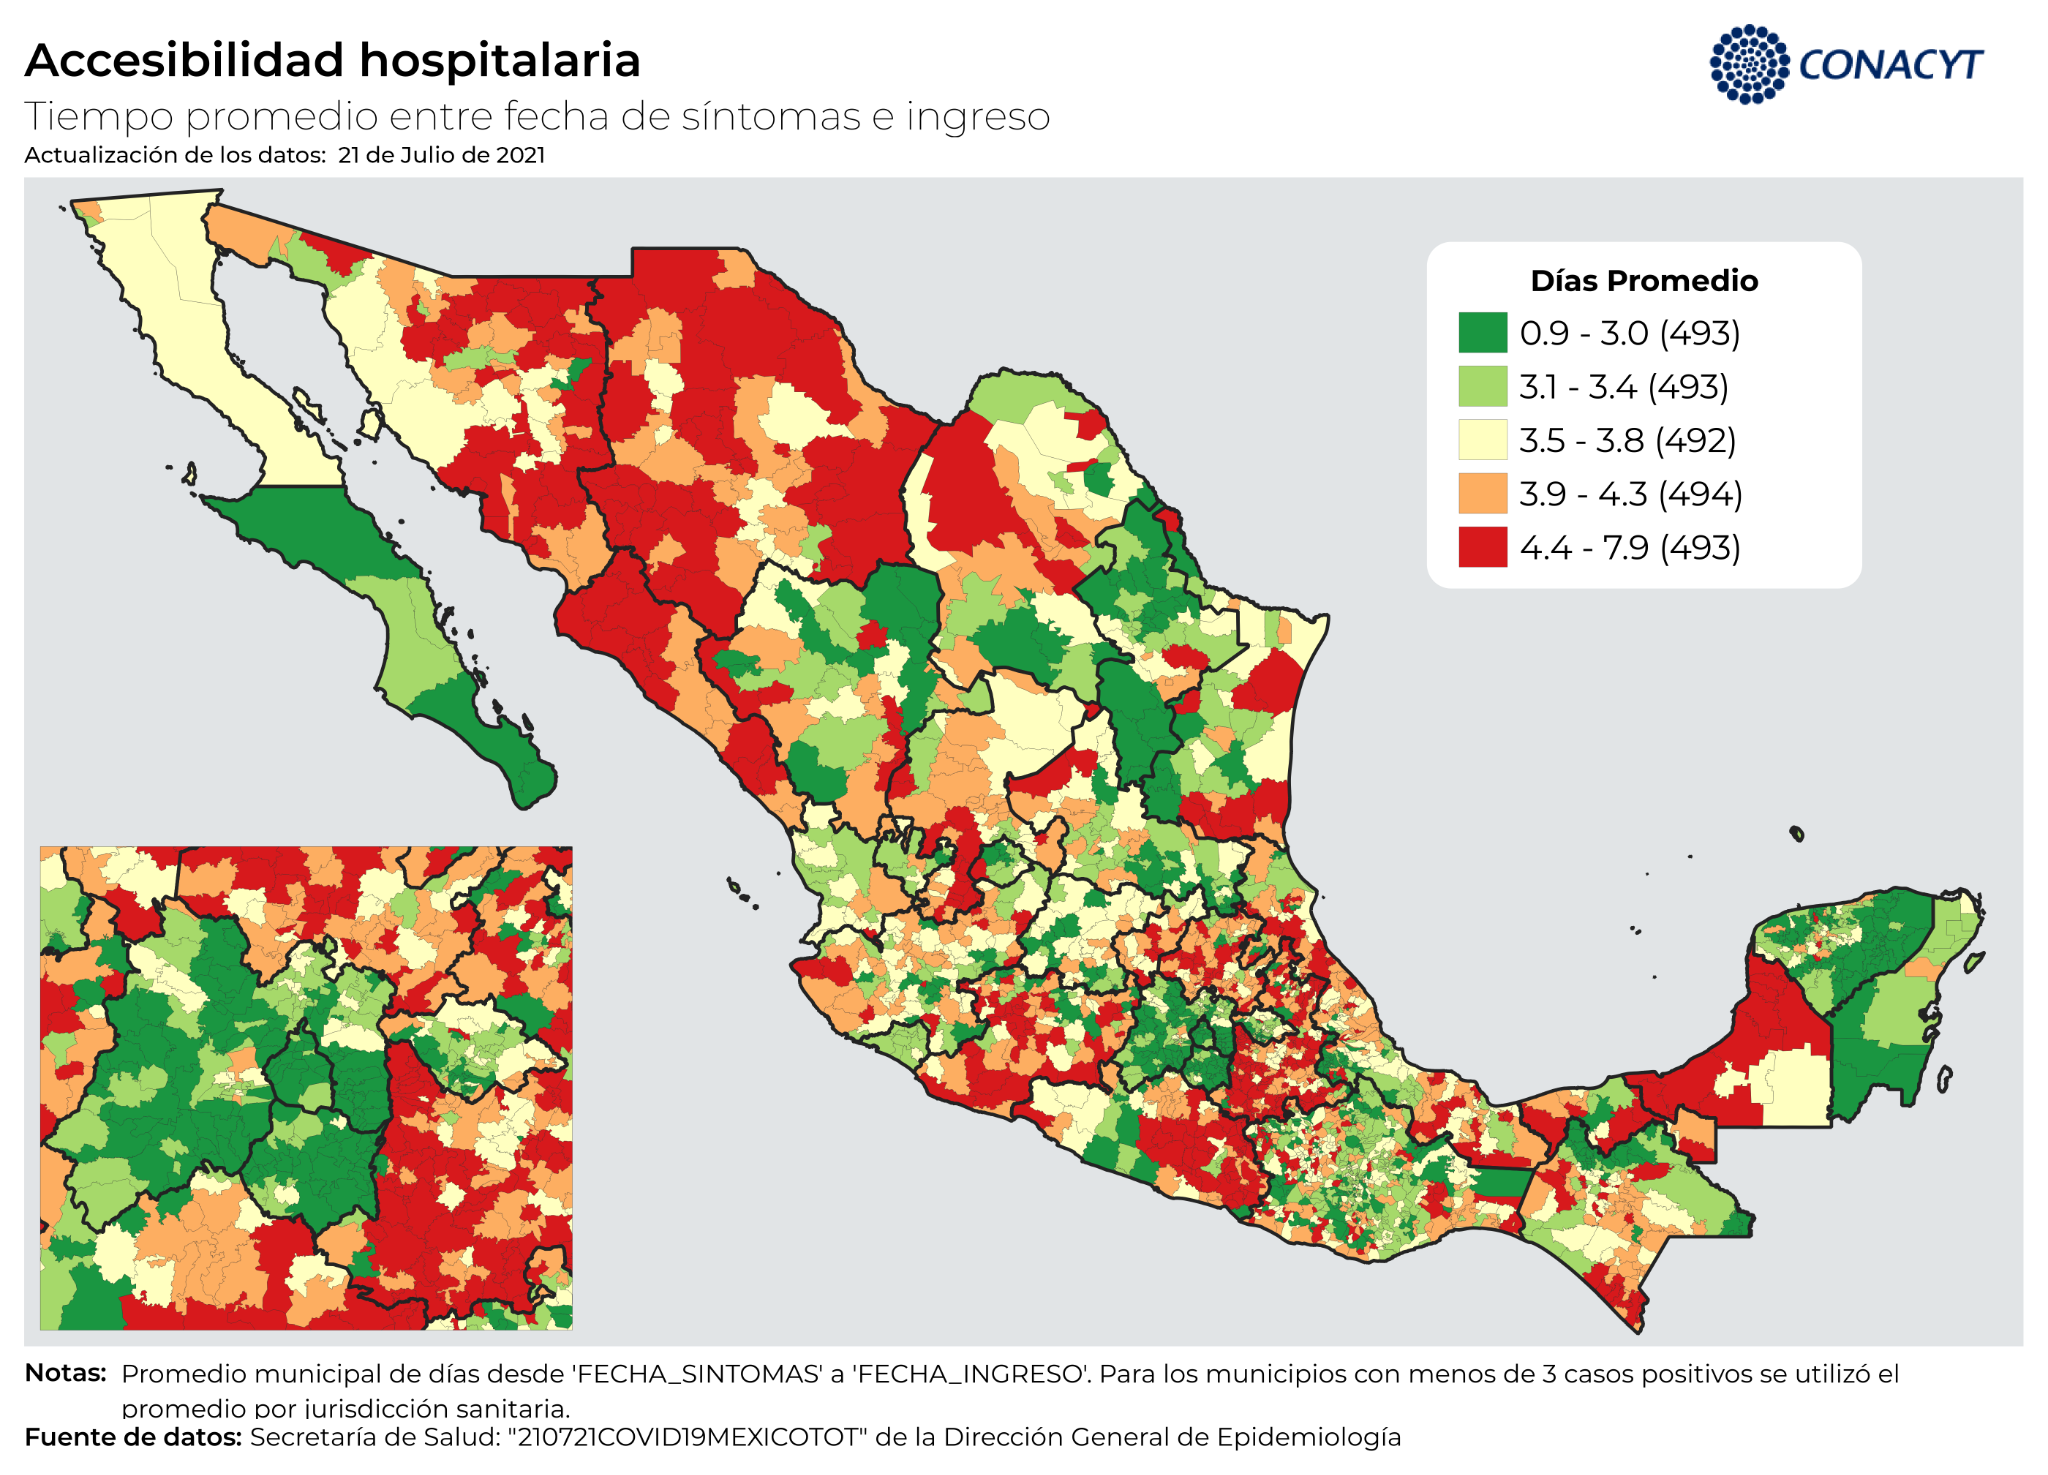 Accesibilidad hospitalaria
CONACYT
Tiempo promedio entre fecha de síntomas e ingreso
Actualización de los datos: 21 de Julio de 2021
Días Promedio
0.9 - 3.0 (493)
3.1 - 3.4 (493)
3.5 - 3.8 (492)
3.9 - 4.3 (494)
4.4 - 7.9 (493)
Notas: Promedio municipal de días desde 'FECHA_SINTOMAS' a 'FECHA_INGRESO'. Para los municipios con menos de 3 casos positivos se utilizó el
promedio por jurisdicción sanitaria.
Fuente de datos: Secretaría de Salud: "210721COVID19MEXICOTOT" de la Dirección General de Epidemiología